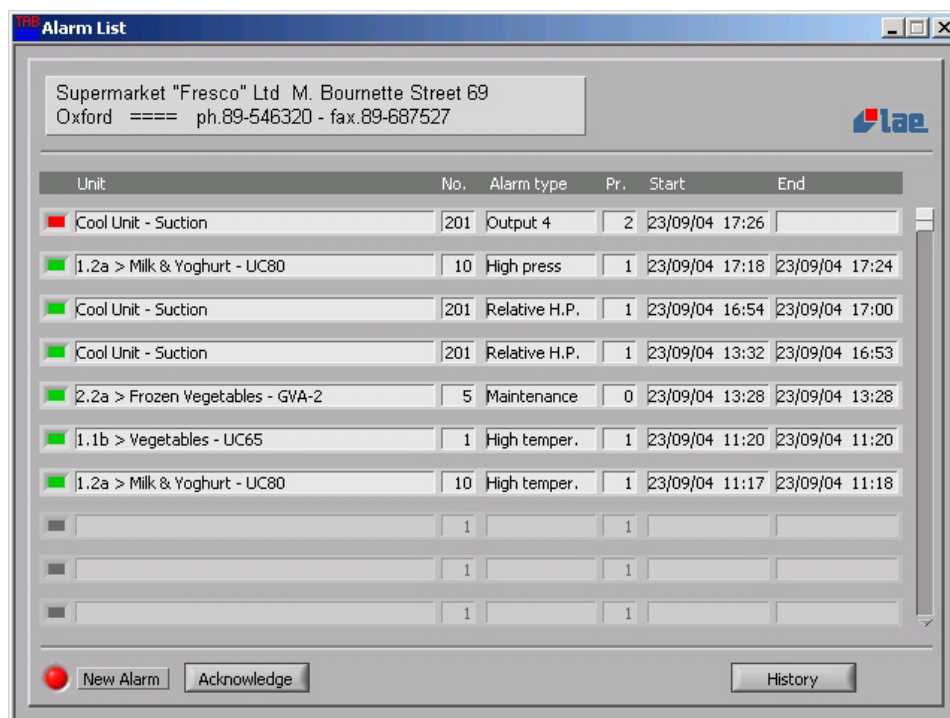 TAB Alarm List
Supermarket "Fresco" Ltd M. Bournette Street 69
Oxford ==== ph.89-546320 - fax.89-687527
lae
Unit No. Alarm type Pr. Start End
Cool Unit - Suction 201 Output 4 2 23/09/04 17:26
1.2a > Milk & Yoghurt - UC80 10 High press 1 23/09/04 17:18 23/09/04 17:24
Cool Unit - Suction 201 Relative H.P. 1 23/09/04 16:54 23/09/04 17:00
Cool Unit - Suction 201 Relative H.P. 1 23/09/04 13:32 23/09/04 16:53
2.2a > Frozen Vegetables - GVA-2 5 Maintenance 0 23/09/04 13:28 23/09/04 13:28
1.1b > Vegetables - UC65 1 High temper. 1 23/09/04 11:20 23/09/04 11:20
1.2a > Milk & Yoghurt - UC80 10 High temper. 1 23/09/04 11:17 23/09/04 11:18
1 1
1 1
1 1
New Alarm Acknowledge History